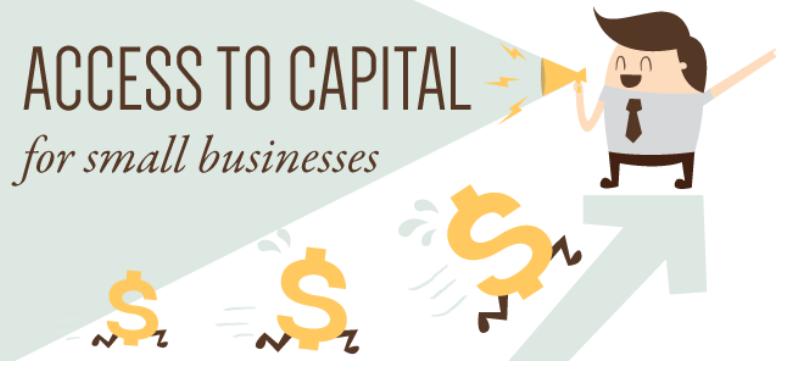 ACCESS TO CAPITAL
for small businesses
$ $ $